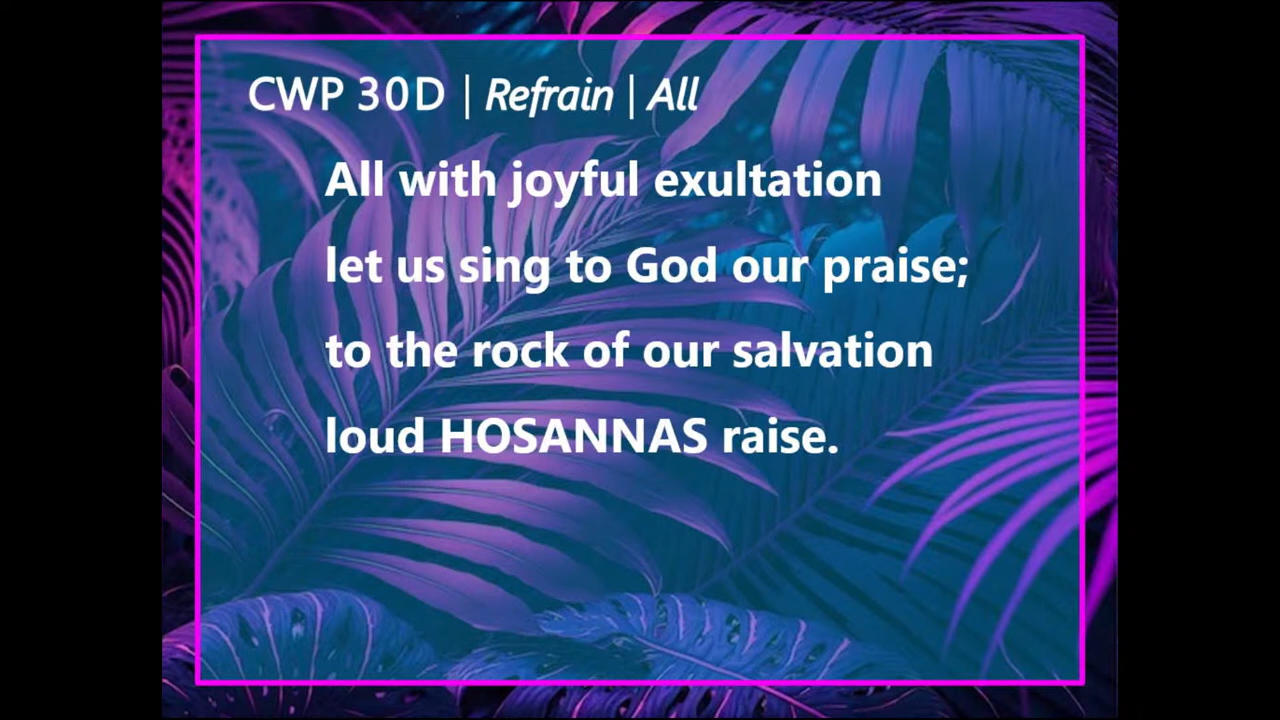 CWP 30D | Refrain | All
All with joyful exultation
let us sing to God our praise;
to the rock of our salvation
loud HOSANNAS raise.